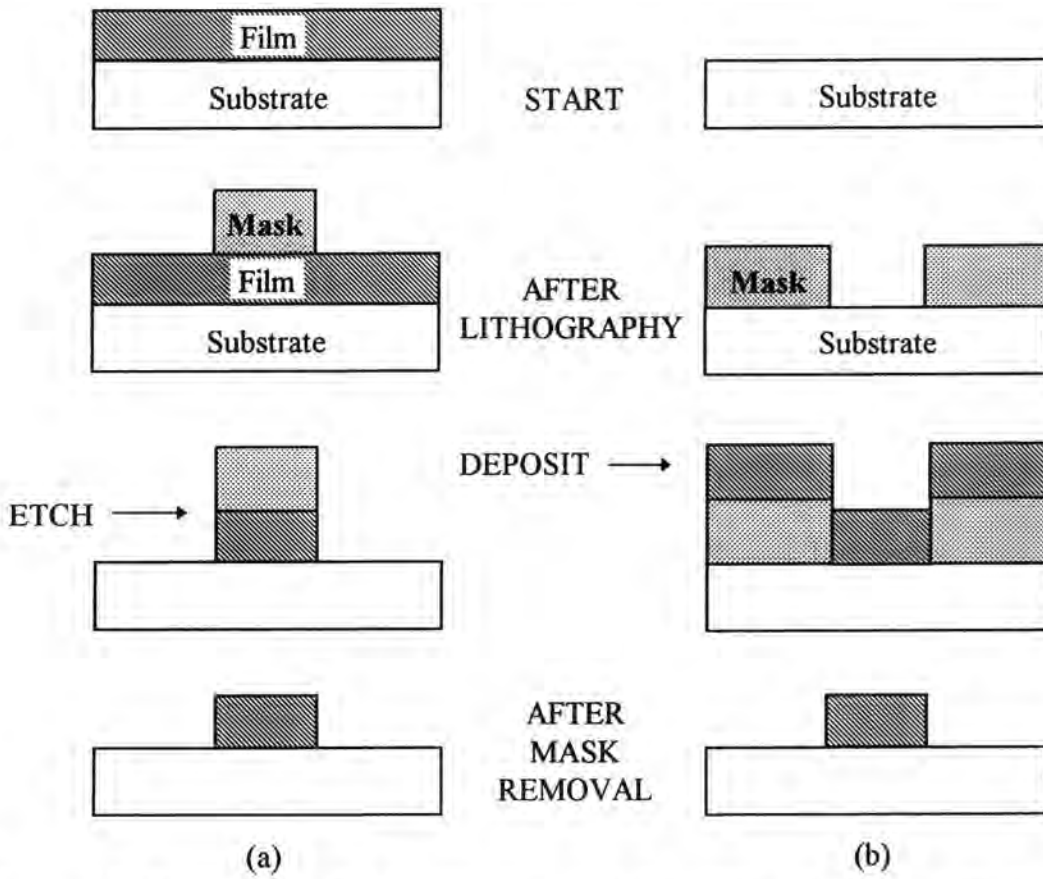 Film
Substrate
START
Substrate
Mask
Film
Substrate
AFTER
LITHOGRAPHY
Mask
Substrate
ETCH
DEPOSIT
AFTER
MASK
REMOVAL
(a)
(b)